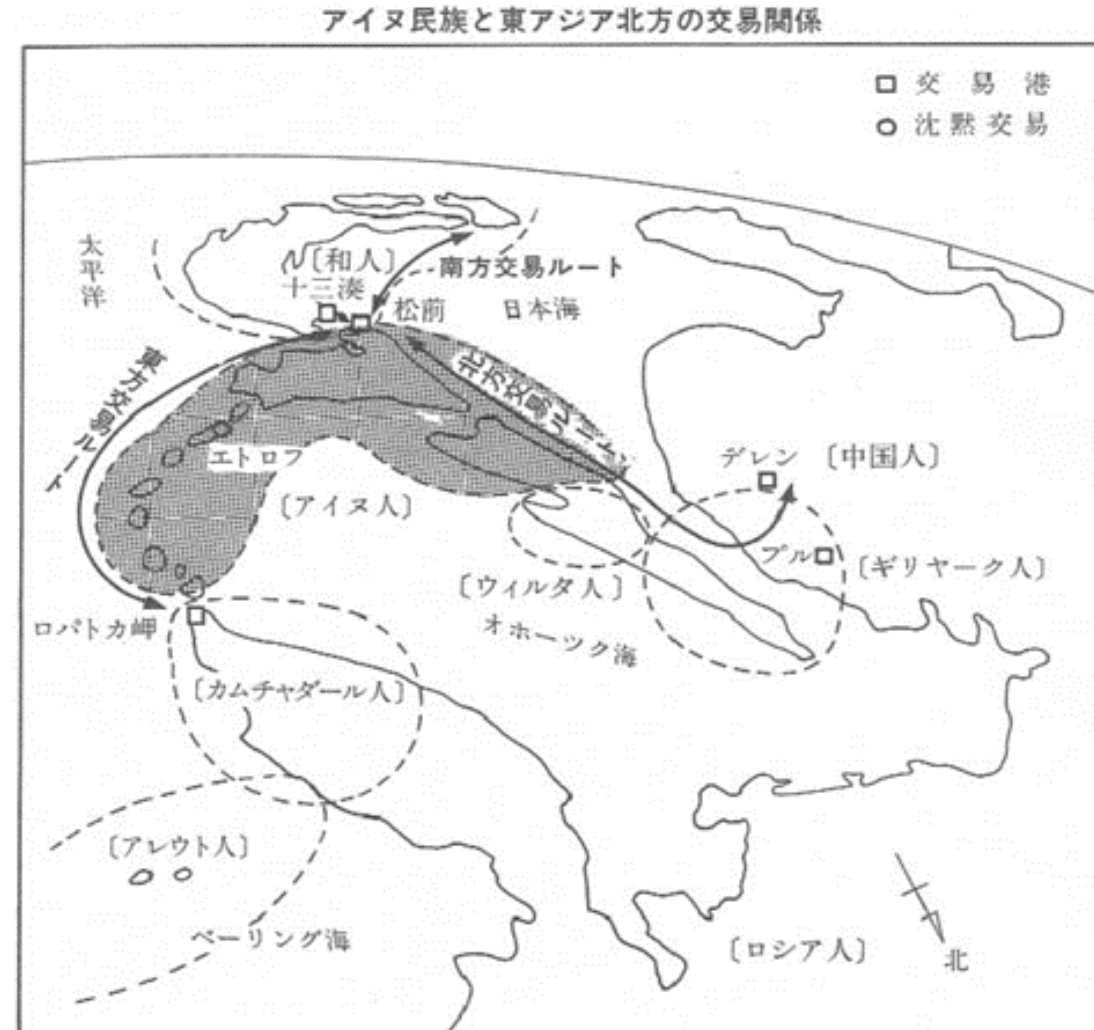 アイヌ民族と東アジア北方の交易関係
交易港
沈黙交易
太平洋
〔和人〕
十三湊
松前
南方交易ルート
日本海
東方交易ルート
北方交易ルート
エトロフ
〔アイヌ人〕
デレン
〔中国人〕
プル
〔ギリヤーク人〕
〔ウィルダ人〕
オホーツク海
ロパトカ岬
〔カムチャダール人〕
〔アレウト人〕
ベーリング海
〔ロシア人〕
北